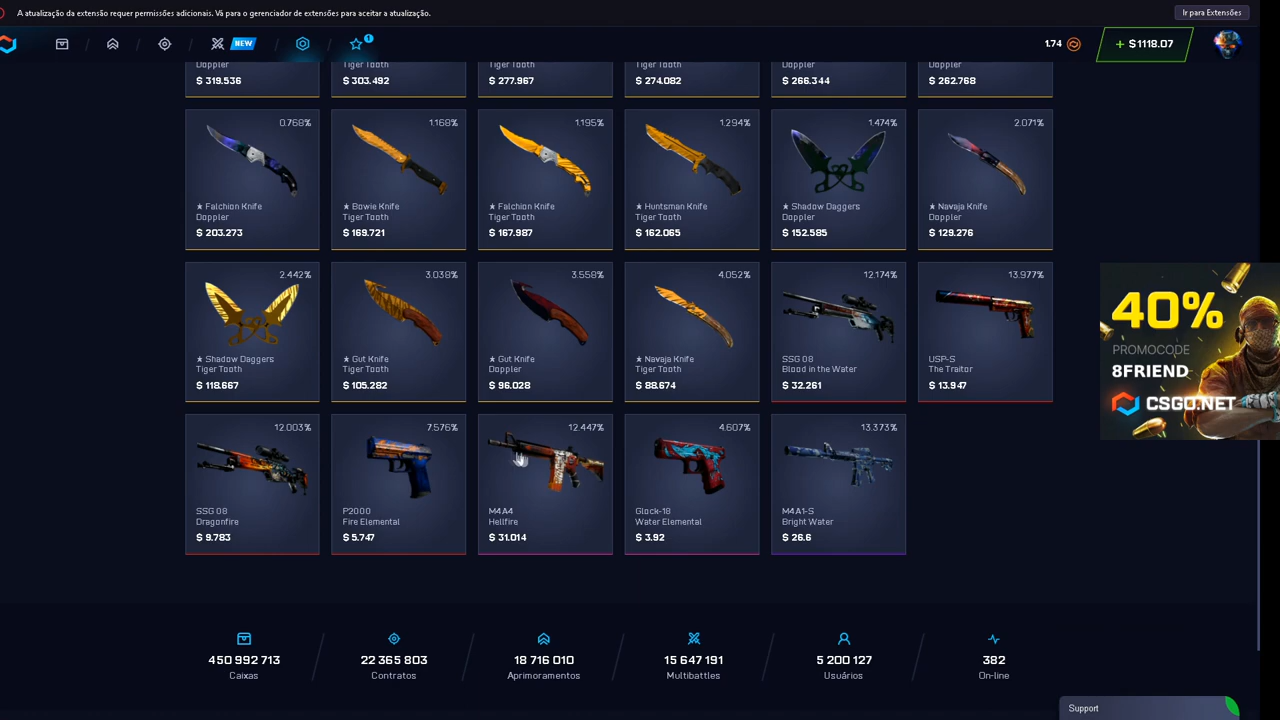 A atualização da extensão requer permissões adicionais. Vá para o gerenciador de extensões para aceitar a atualização.
Ir para Extensões
NEW
1
1.74
+ $1118.07
Doppler
$ 319.536
Tiger Tooth
$ 303.492
Tiger Tooth
$ 277.967
Tiger Tooth
$ 274.082
Doppler
$ 266.344
Doppler
$ 262.768
0.768%
★ Falchion Knife
Doppler
$ 203.273
1.168%
★ Bowie Knife
Tiger Tooth
$ 169.721
1.195%
★ Falchion Knife
Tiger Tooth
$ 167.987
1.294%
★ Huntsman Knife
Tiger Tooth
$ 162.065
1.474%
★ Shadow Daggers
Doppler
$ 152.585
2.071%
★ Navaja Knife
Doppler
$ 129.276
2.442%
★ Shadow Daggers
Tiger Tooth
$ 118.667
3.038%
★ Gut Knife
Tiger Tooth
$ 105.282
3.558%
★ Gut Knife
Doppler
$ 96.028
4.052%
★ Navaja Knife
Tiger Tooth
$ 88.674
12.174%
SSG 08
Blood in the Water
$ 32.261
13.977%
USP-S
The Traitor
$ 13.947
40%
PROMOCODE
8FRIEND
CSGO.NET
12.003%
SSG 08
Dragonfire
$ 9.783
7.576%
P2000
Fire Elemental
$ 5.747
12.447%
M4A4
Hellfire
$ 31.014
4.607%
Glock-18
Water Elemental
$ 3.92
13.373%
M4A1-S
Bright Water
$ 26.6
450 992 713
Caixas
22 365 803
Contratos
18 716 010
Aprimoramentos
15 647 191
Multibattles
5 200 127
Usuários
382
On-line
Support